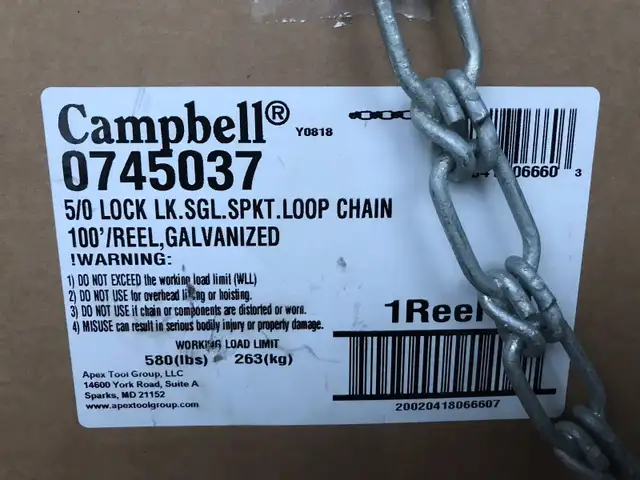 Campbell® Y0818
0745037
5/0 LOCK LK.SGL.SPKT.LOOP CHAIN
100'/REEL,GALVANIZED
!WARNING:
1) DO NOT EXCEED the working load limit (WLL)
2) DO NOT USE for overhead lifting or hoisting.
3) DO NOT USE if chain or components are distorted or worn.
4) MISUSE can result in serious bodily injury or property damage.
WORKING LOAD LIMIT
580(lbs) 263(kg)
Apex Tool Group, LLC
14600 York Road, Suite A
Sparks, MD 21152
www.apextoolgroup.com
06660 3
1Reel
20020418066607